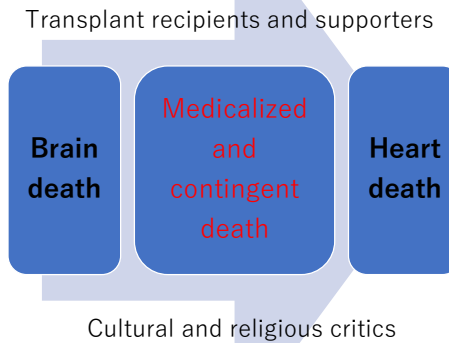 Transplant recipients and supporters
Brain
death
Medicalized
and
contingent
death
Heart
death
Cultural and religious critics